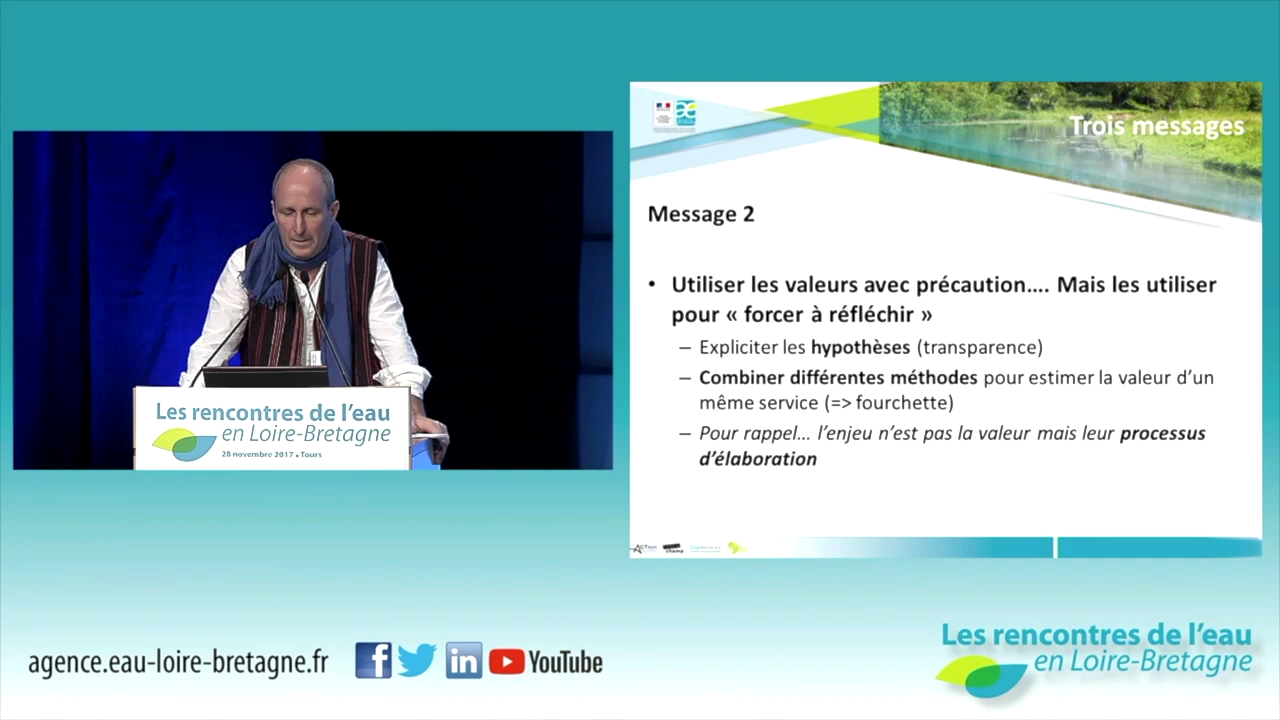 Les rencontres de l'eau
en Loire-Bretagne
28 novembre 2017 • Tours
Trois messages
Message 2
• Utiliser les valeurs avec précaution…. Mais les utiliser
pour « forcer à réfléchir »
– Expliciter les hypothèses (transparence)
– Combiner différentes méthodes pour estimer la valeur d'un
même service (=> fourchette)
– Pour rappel… l'enjeu n'est pas la valeur mais leur processus
d'élaboration
agence.eau-loire-bretagne.fr
f
in
YouTube
Les rencontres de l'eau
en Loire-Bretagne